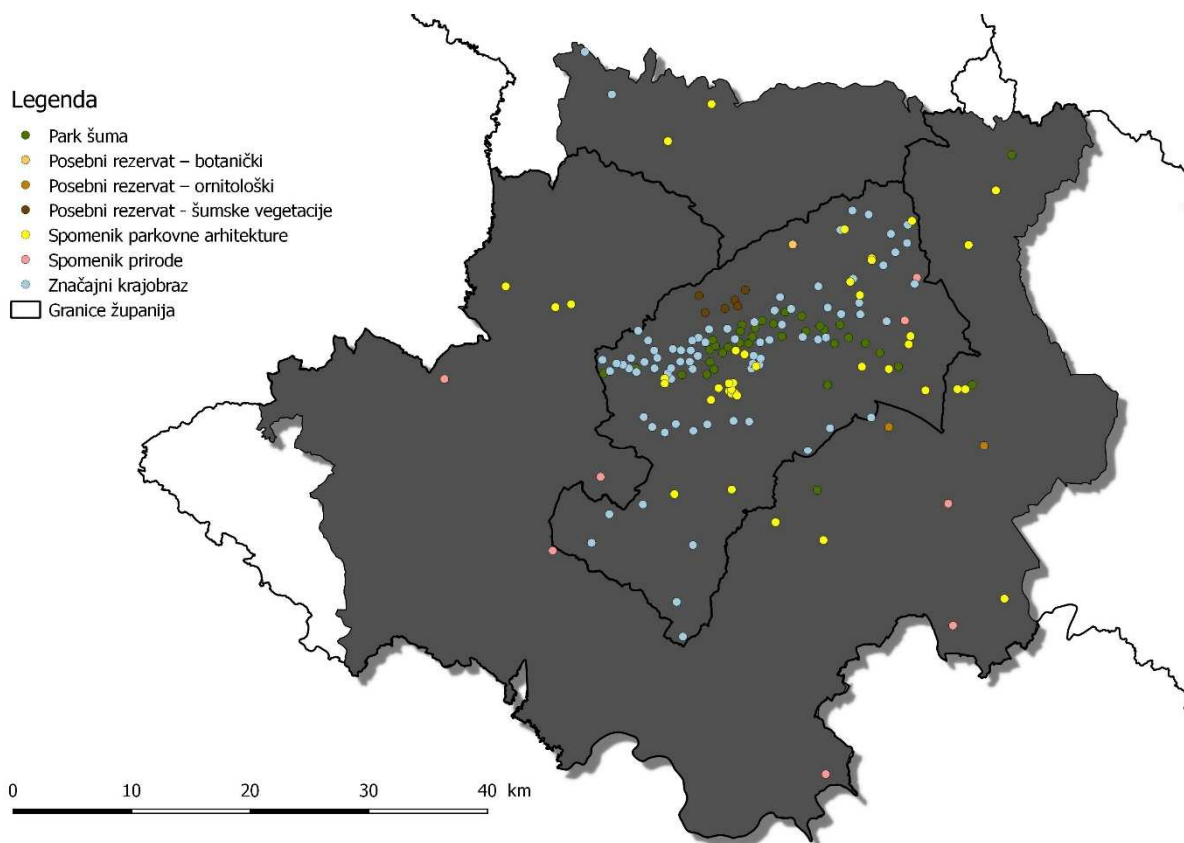 Legenda
Park šuma
Posebni rezervat – botanički
Posebni rezervat – ornitološki
Posebni rezervat - šumske vegetacije
Spomenik parkovne arhitekture
Spomenik prirode
Značajni krajobraz
Granice županija
0 10 20 30 40 km